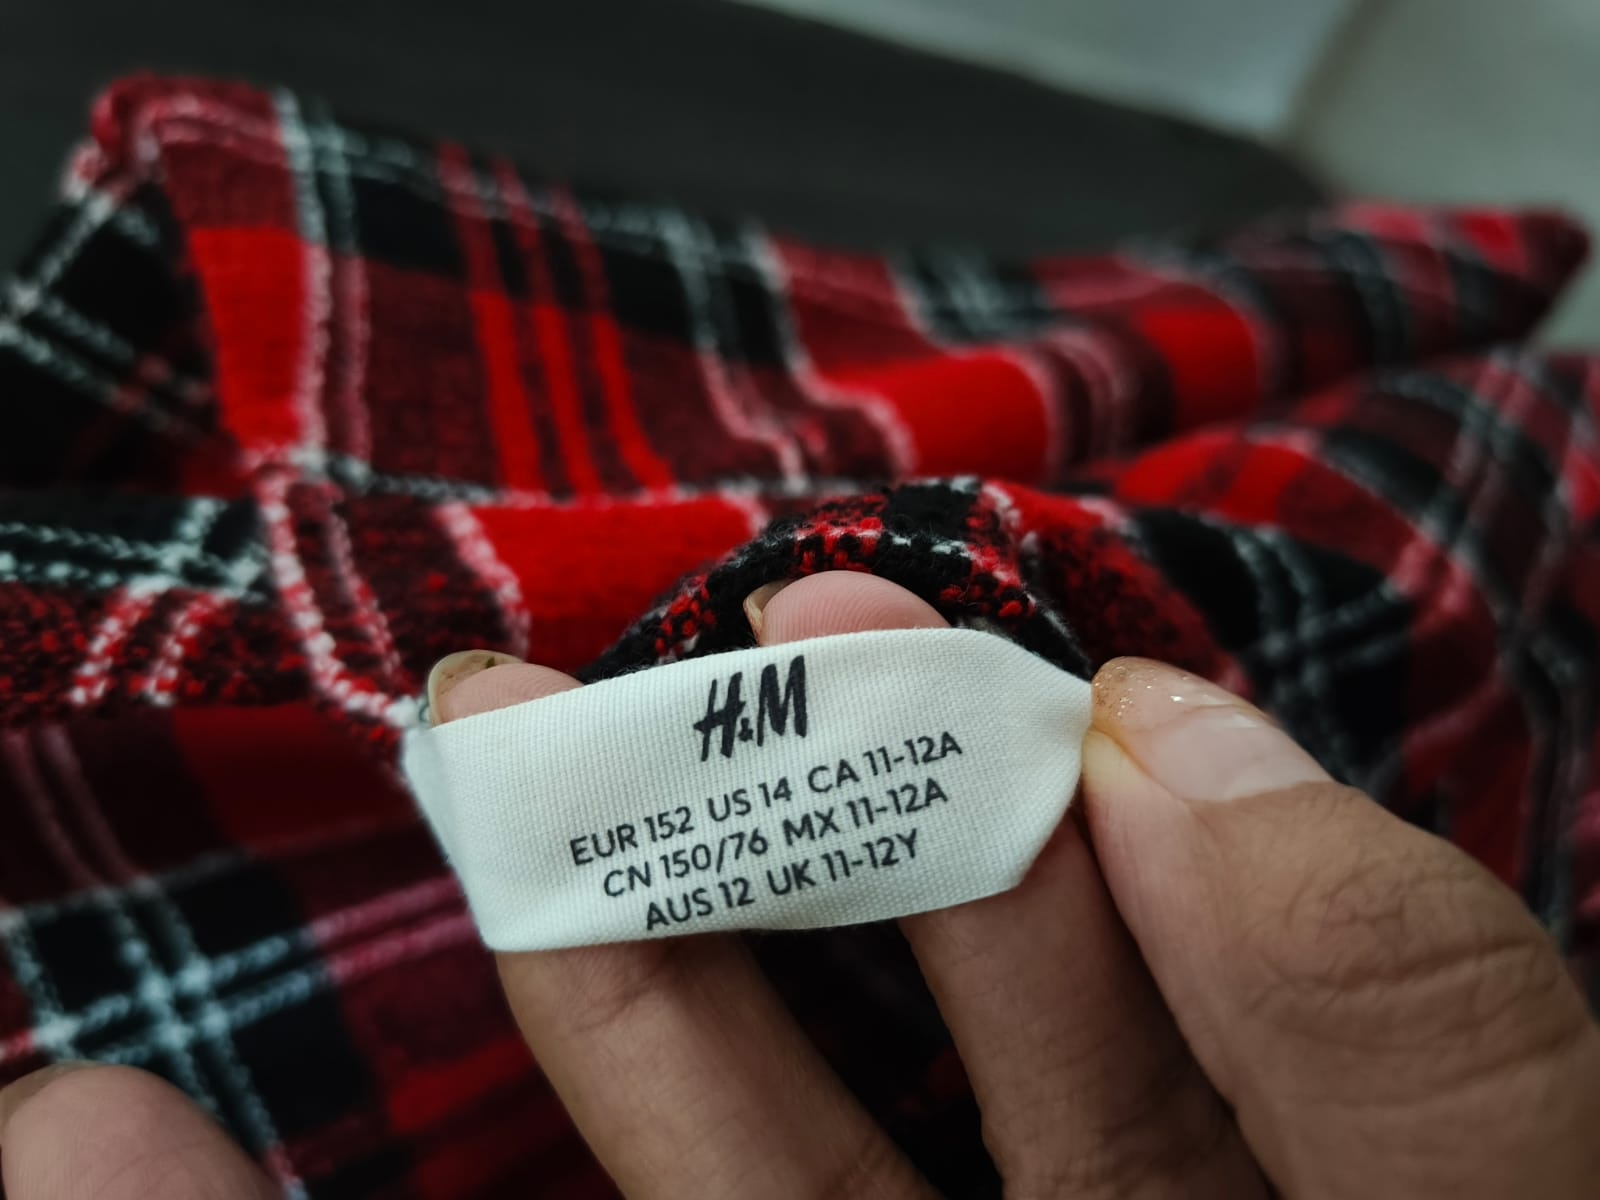 H&M
EUR 152 US 14 CA 11-12A
CN 150/76 MX 11-12A
AUS 12 UK 11-12Y